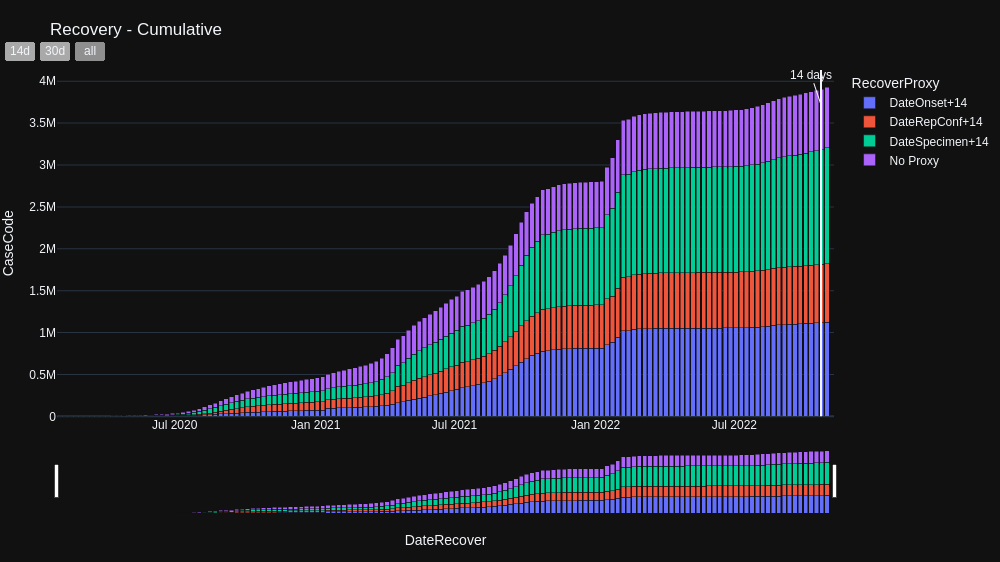 Recovery - Cumulative
14d 30d all
14 days
4M
3.5M
3M
2.5M
2M
1.5M
1M
0.5M
0
CaseCode
Jul 2020 Jan 2021 Jul 2021 Jan 2022 Jul 2022
DateRecover
RecoverProxy
DateOnset+14
DateRepConf+14
DateSpecimen+14
No Proxy